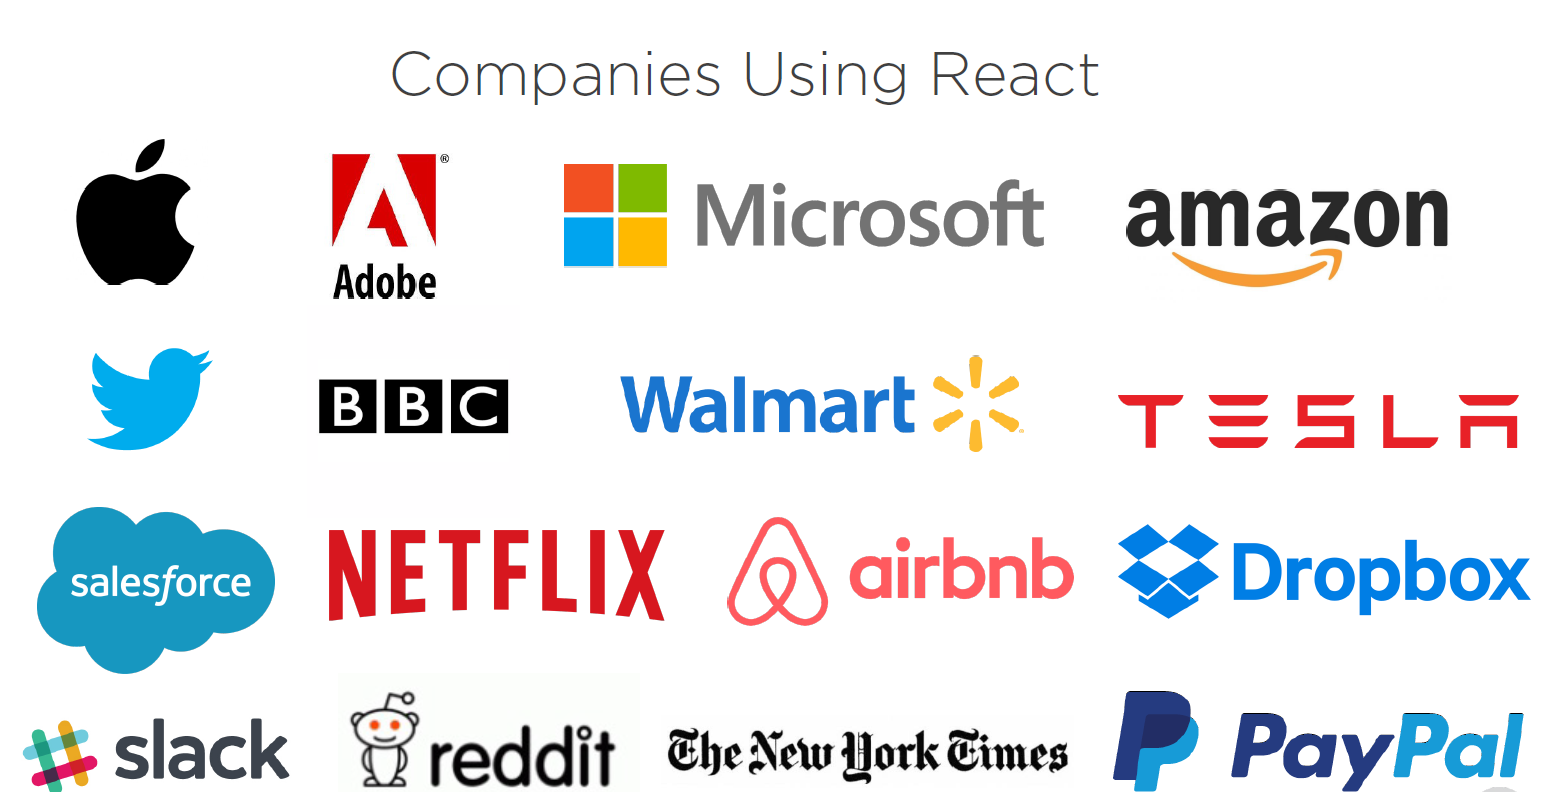 Companies Using React
®
Adobe
Microsoft
amazon
BBC
Walmart
TESLA
salesforce
NETFLIX
airbnb
Dropbox
slack
reddit
The New York Times
PayPal